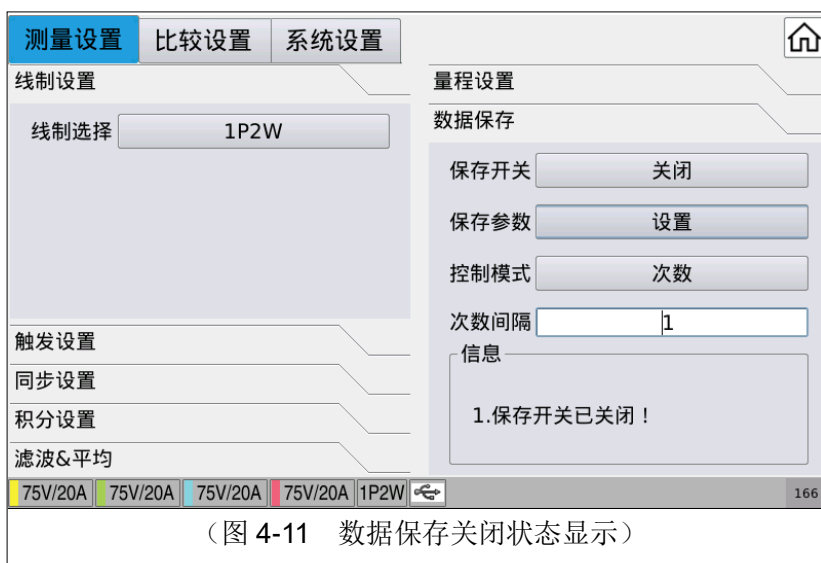 测量设置 比较设置 系统设置
线制设置
线制选择 1P2W
触发设置
同步设置
积分设置
滤波&平均
量程设置
数据保存
保存开关 关闭
保存参数 设置
控制模式 次数
次数间隔 1
信息
1.保存开关已关闭！
75V/20A 75V/20A 75V/20A 75V/20A 1P2W 166
（图 4-11 数据保存关闭状态显示）